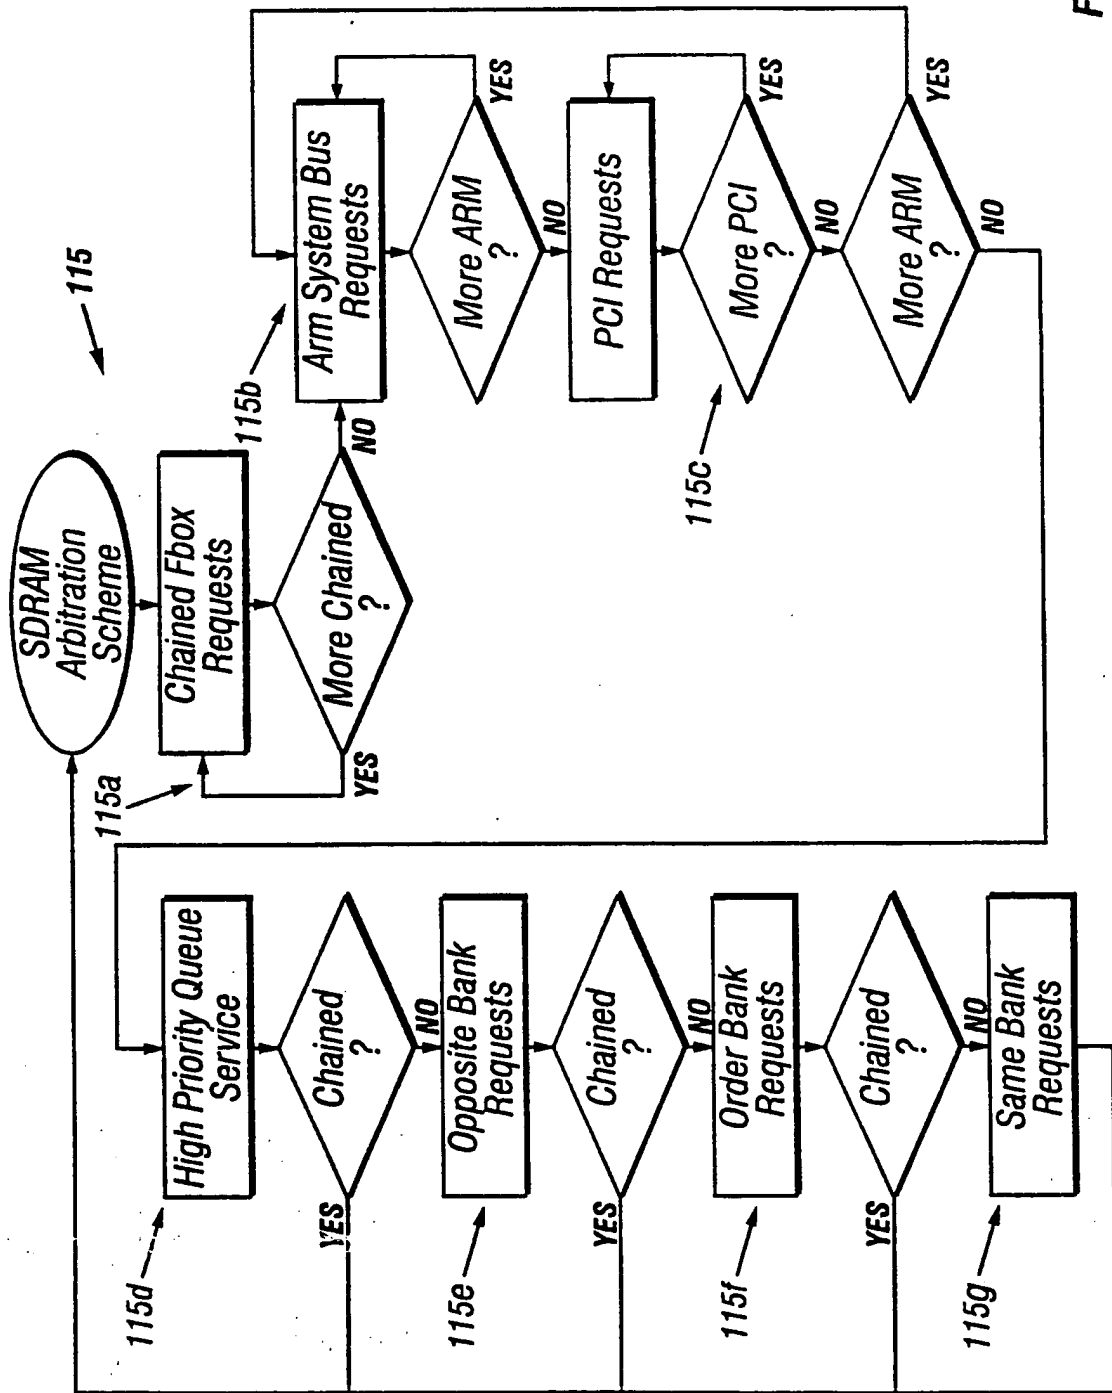 115
SDRAM
Arbitration
Scheme
115a
Chained Fbox
Requests
More Chained
?
YES
NO
115b
Arm System Bus
Requests
More ARM
?
YES
NO
PCI Requests
115c
More PCI
?
YES
NO
More ARM
?
YES
NO
115d
High Priority Queue
Service
Chained
?
YES
NO
115e
Opposite Bank
Requests
Chained
?
YES
NO
115f
Order Bank
Requests
Chained
?
YES
NO
115g
Same Bank
Requests
F